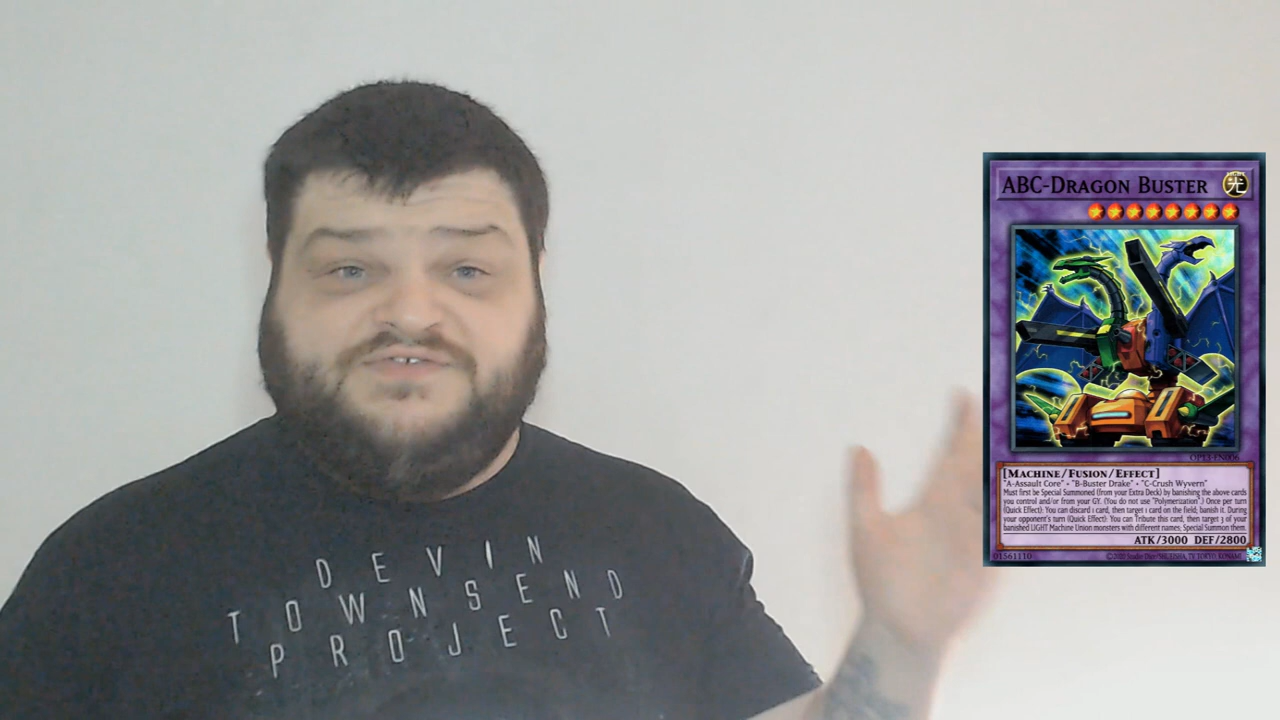 DEVIN
TOWNSEND
PROJECT
ABC-DRAGON BUSTER
光
OP13-EN006
[MACHINE/FUSION/EFFECT]
"A-Assault Core" + "B-Buster Drake" + "C-Crush Wyvern"
Must first be Special Summoned (from your Extra Deck) by banishing the above cards
you control and/or from your GY. (You do not use "Polymerization".) Once per turn
(Quick Effect): You can discard 1 card, then target 1 card on the field; banish it. During
your opponent's turn (Quick Effect): You can Tribute this card, then target 3 of your
banished LIGHT Machine Union monsters with different names; Special Summon them.
ATK/3000 DEF/2800
01561110